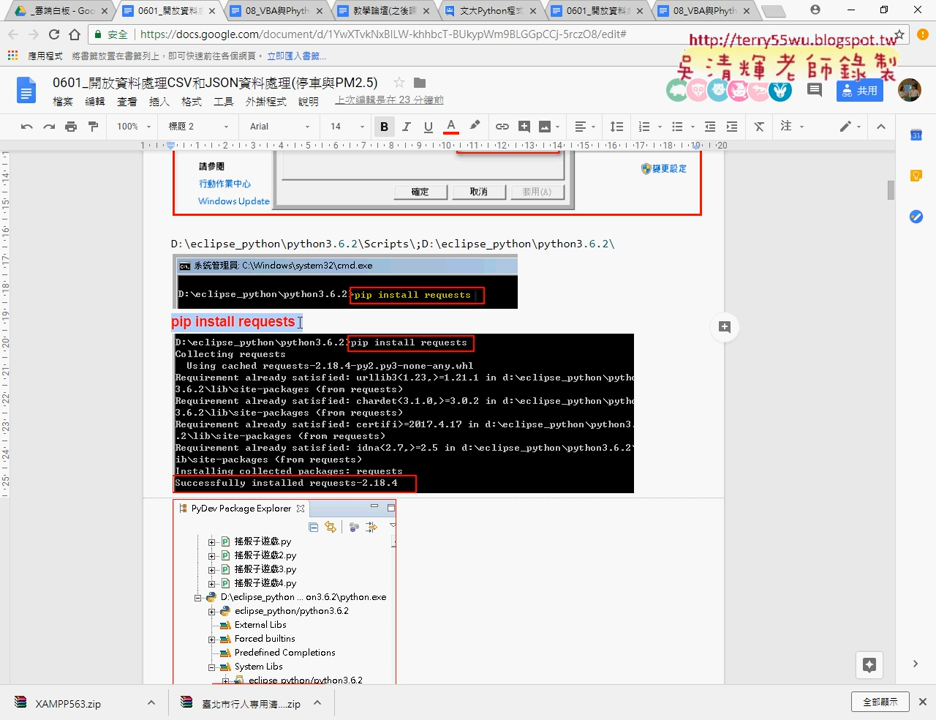 _雲端白板 - Goo
0601_開放資料
08_VBA與Phyth
教學論壇(之後課
文大Python程式
0601_開放資料
08_VBA與Phyth
安全
https://docs.google.com/document/d/1YwXTvkNxBILW-khhbcT-BUkypWm9BLGGpCCj-5rczO8/edit#
http://terry55wu.blogspot.tw
吳清輝老師錄製
應用程式
將書籤放置在書籤列上，即可快速前往各個網頁。
立即匯入書籤...
0601_開放資料處理CSV和JSON資料處理(停車與PM2.5)
檔案 編輯 查看 插入 格式 工具 外掛程式 說明 上次編輯是在 23 分鐘前
共用
100% 標題 2 Arial 14 B I U A 注
請參閱
行動作業中心
Windows Update
確定 取消 套用(A)
變更設定
D:\eclipse_python\python3.6.2\Scripts\;D:\eclipse_python\python3.6.2\
系統管理員: C:\Windows\system32\cmd.exe
D:\eclipse_python\python3.6.2>pip install requests
pip install requests
D:\eclipse_python\python3.6.2>pip install requests
Collecting requests
Using cached requests-2.18.4-py2.py3-none-any.whl
Requirement already satisfied: urllib3<1.23,>=1.21.1 in d:\eclipse_pytho
3.6.2\lib\site-packages (from requests)
Requirement already satisfied: chardet<3.1.0,>=3.0.2 in d:\eclipse_pytho
3.6.2\lib\site-packages (from requests)
Requirement already satisfied: certifi>=2017.4.17 in d:\eclipse_python\
.2\lib\site-packages (from requests)
Requirement already satisfied: idna<2.7,>=2.5 in d:\eclipse_python\python3.6.2\
ib\site-packages (from requests)
Installing collected packages: requests
Successfully installed requests-2.18.4
PyDev Package Explorer
搖骰子遊戲.py
搖骰子遊戲2.py
搖骰子遊戲3.py
搖骰子遊戲4.py
D:\eclipse_python ... on3.6.2\python.exe
eclipse_python/python3.6.2
External Libs
Forced builtins
Predefined Completions
System Libs
eclipse_python/python3.6.2
XAMPP563.zip
臺北市行人專用清....zip
全部顯示